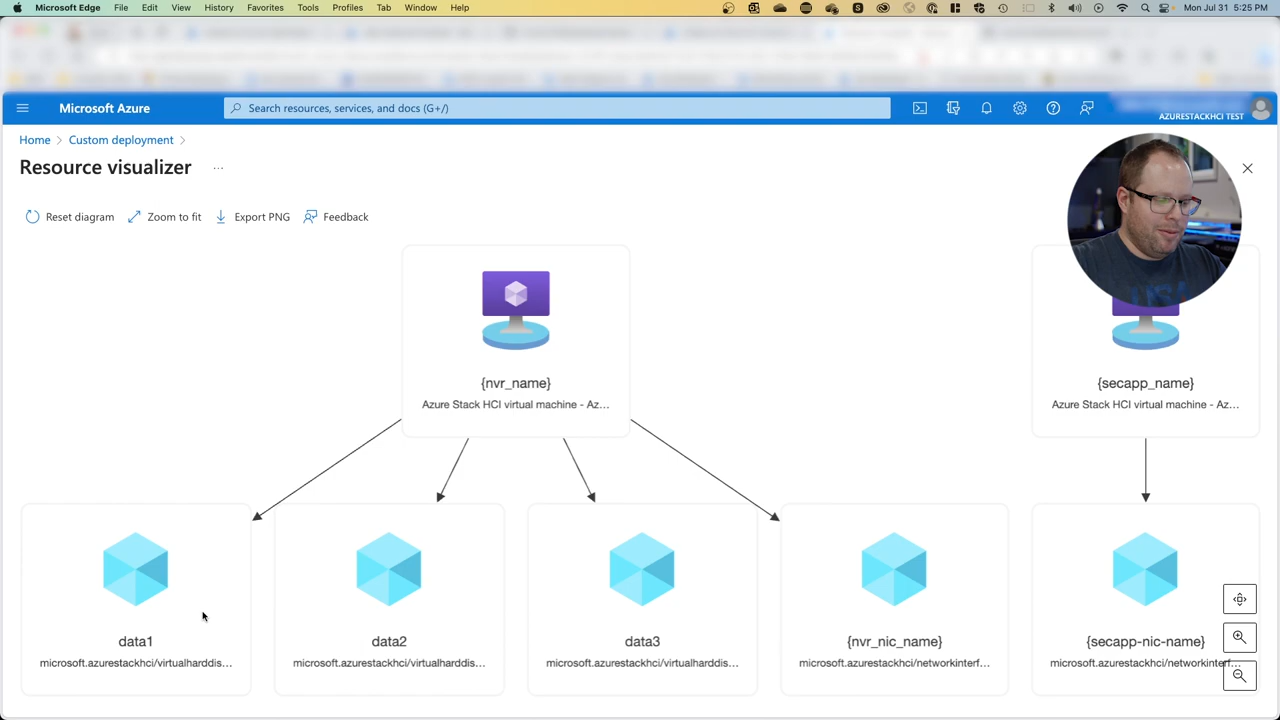 Microsoft Edge File Edit View History Favorites Tools Profiles Tab Window Help Mon Jul 31 5:25 PM
Microsoft Azure Search resources, services, and docs (G+/)
AZURESTACKHCI TEST
Home > Custom deployment >
Resource visualizer ...
Reset diagram Zoom to fit Export PNG Feedback
{nvr_name}
Azure Stack HCI virtual machine - Az...
{secapp_name}
Azure Stack HCI virtual machine - Az...
data1
microsoft.azurestackhci/virtualharddis...
data2
microsoft.azurestackhci/virtualharddis...
data3
microsoft.azurestackhci/virtualharddis...
{nvr_nic_name}
microsoft.azurestackhci/networkinterf...
{secapp-nic-name}
microsoft.azurestackhci/networkinterf...